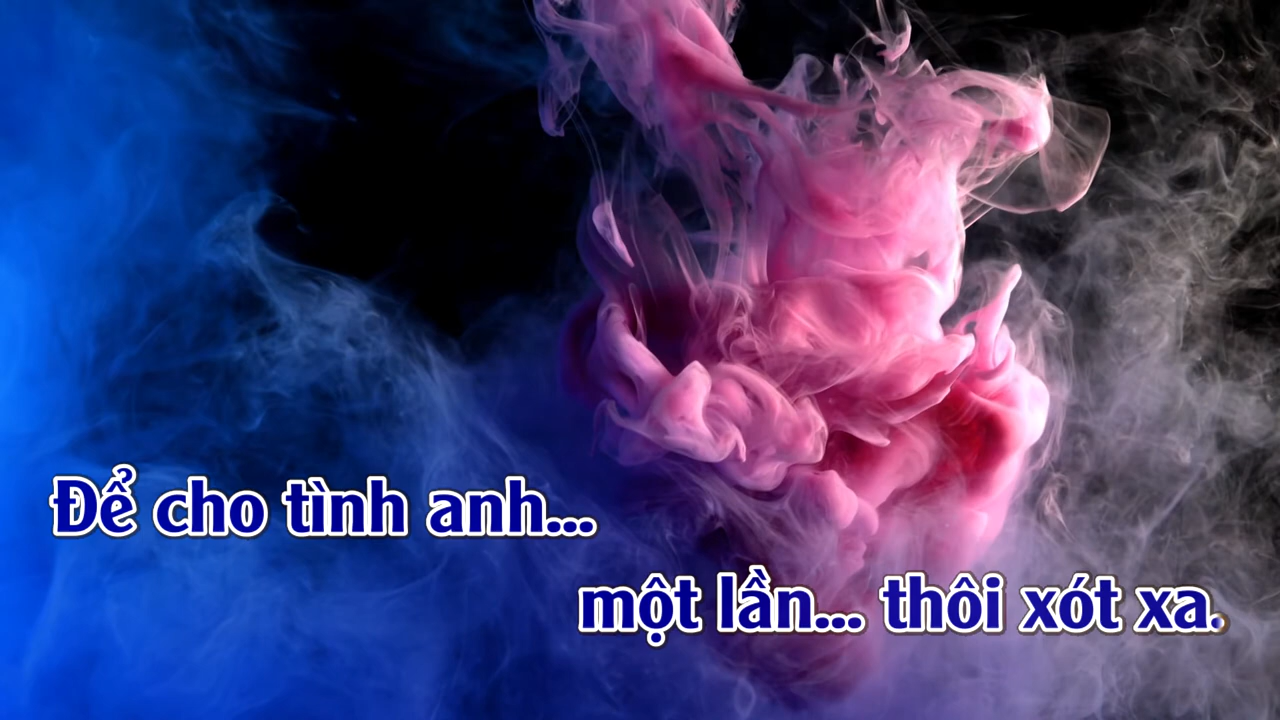 Để cho tình anh...
một lần... thôi xót xa.